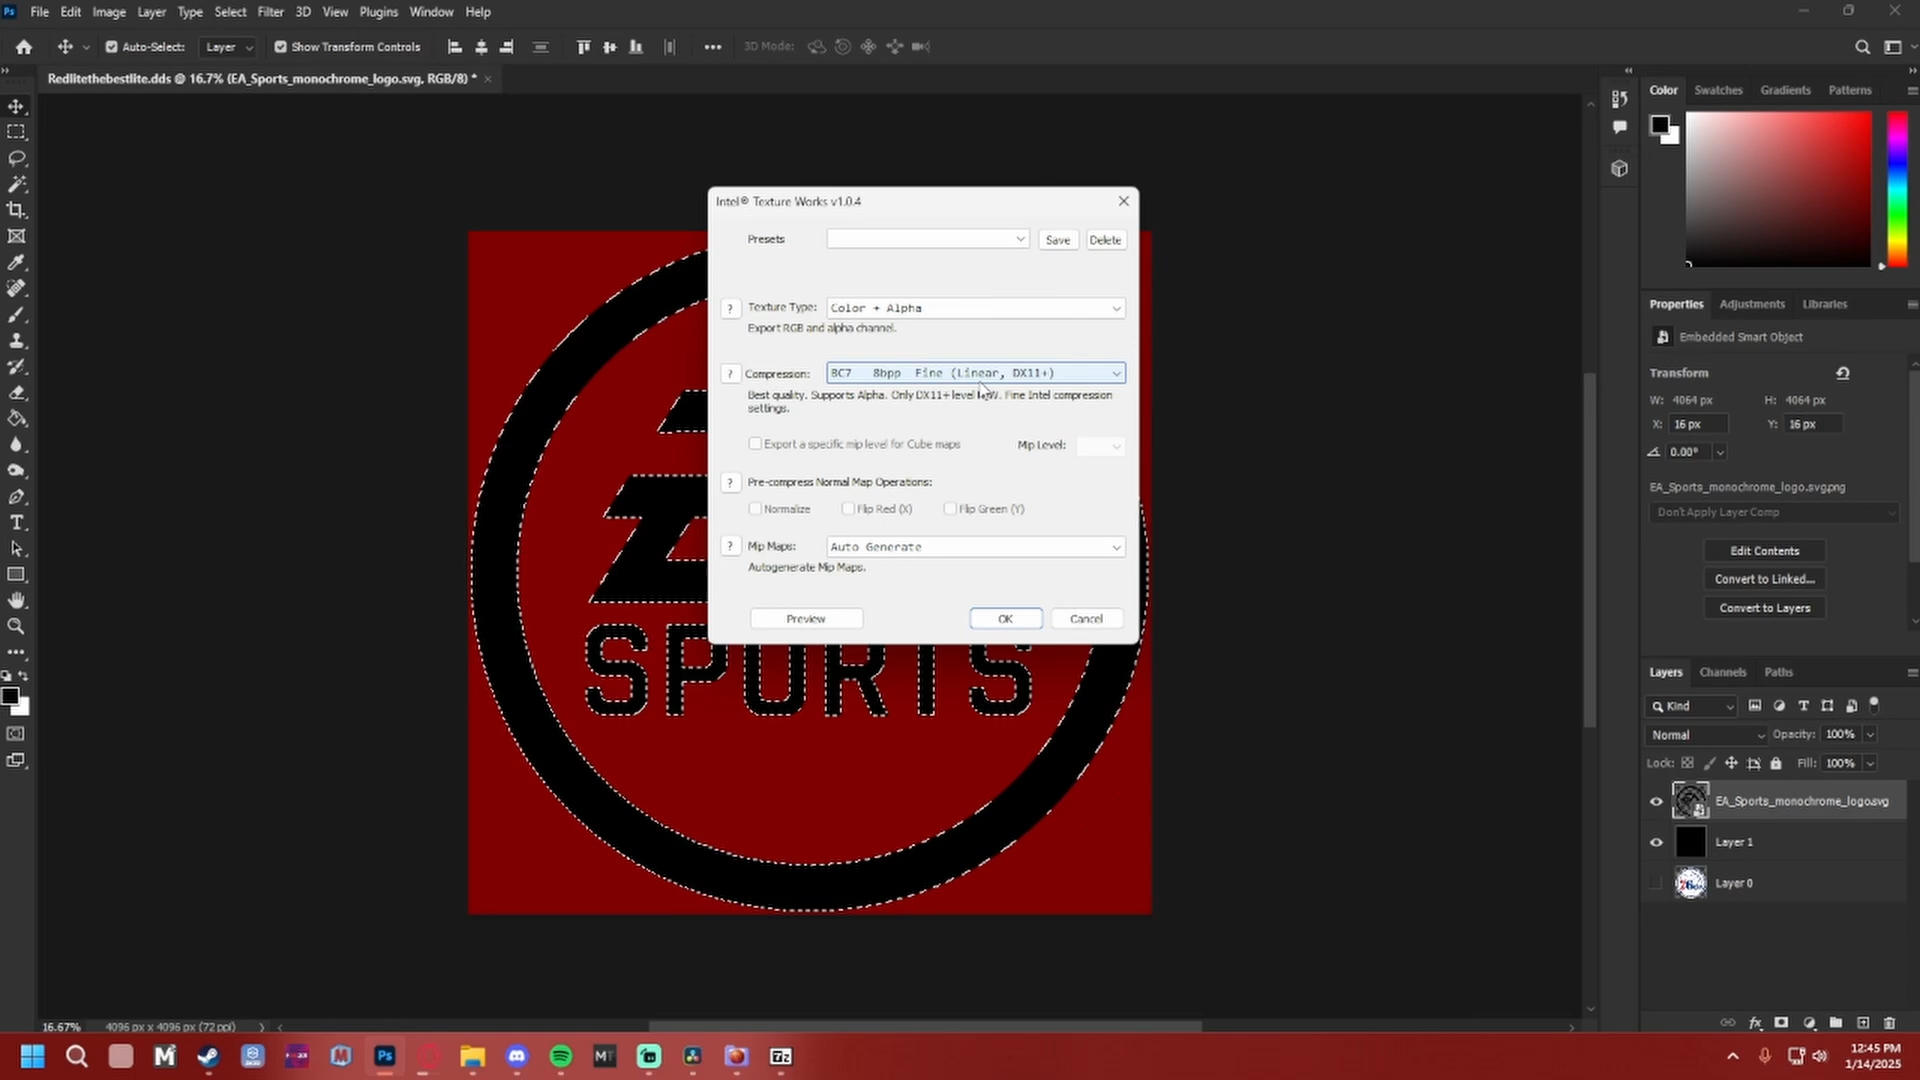 Ps File Edit Image Layer Type Select Filter 3D View Plugins Window Help
Auto-Select: Layer Show Transform Controls 3D Mode:
Redlitethebestlite.dds @ 16.7% (EA_Sports_monochrome_logo.svg, RGB/8) *
Color Swatches Gradients Patterns
Intel® Texture Works v1.0.4
Presets Save Delete
? Texture Type: Color + Alpha
Export RGB and alpha channel.
? Compression: BC7 8bpp Fine (Linear, DX11+)
Best quality. Supports Alpha. Only DX11+ level HW. Fine Intel compression
settings.
Export a specific mip level for Cube maps Mip Level:
? Pre-compress Normal Map Operations:
Normalize Flip Red (X) Flip Green (Y)
? Mip Maps: Auto Generate
Autogenerate Mip Maps.
Preview OK Cancel
SPORTS
Properties Adjustments Libraries
Embedded Smart Object
Transform
W: 4064 px H: 4064 px
X: 16 px Y: 16 px
0.00°
EA_Sports_monochrome_logo.svg.png
Don't Apply Layer Comp
Edit Contents
Convert to Linked...
Convert to Layers
Layers Channels Paths
Kind
Normal Opacity: 100%
Lock: Fill: 100%
EA_Sports_monochrome_logo.svg
Layer 1
Layer 0
16.67% 4096 px x 4096 px (72 ppi)
12:45 PM
1/14/2025